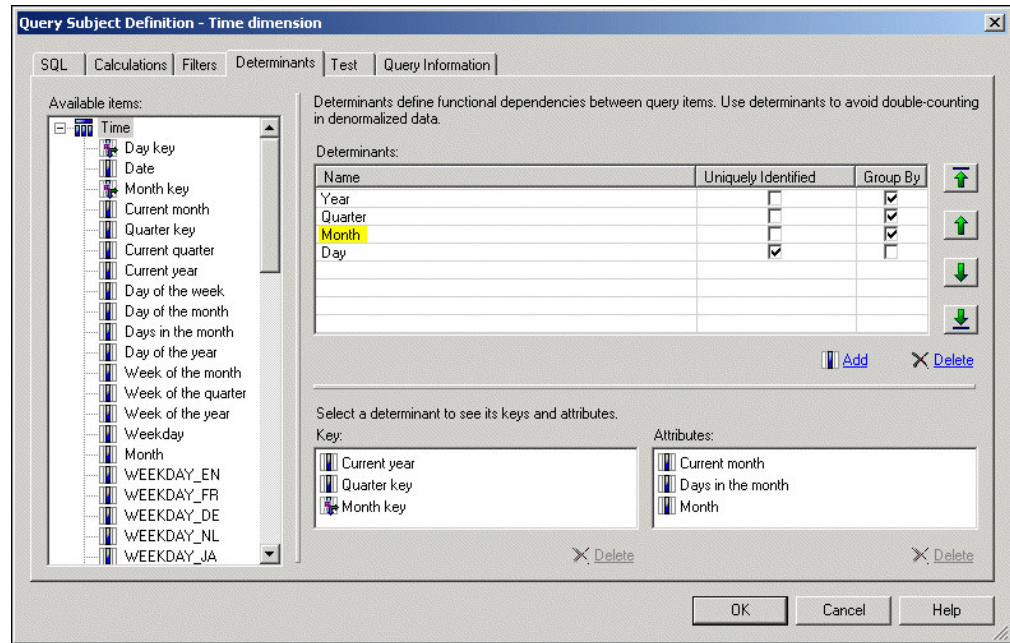 Query Subject Definition - Time dimension
SQL
Calculations
Filters
Determinants
Test
Query Information
Available items:
Time
Day key
Date
Month key
Current month
Quarter key
Current quarter
Current year
Day of the week
Day of the month
Days in the month
Day of the year
Week of the month
Week of the quarter
Week of the year
Weekday
Month
WEEKDAY_EN
WEEKDAY_FR
WEEKDAY_DE
WEEKDAY_NL
WEEKDAY_JA
Determinants define functional dependencies between query items. Use determinants to avoid double-counting
in denormalized data.
Determinants:
Name Uniquely Identified Group By
Year
Quarter
Month
Day
Add
Delete
Select a determinant to see its keys and attributes.
Key:
Current year
Quarter key
Month key
Delete
Attributes:
Current month
Days in the month
Month
Delete
OK
Cancel
Help